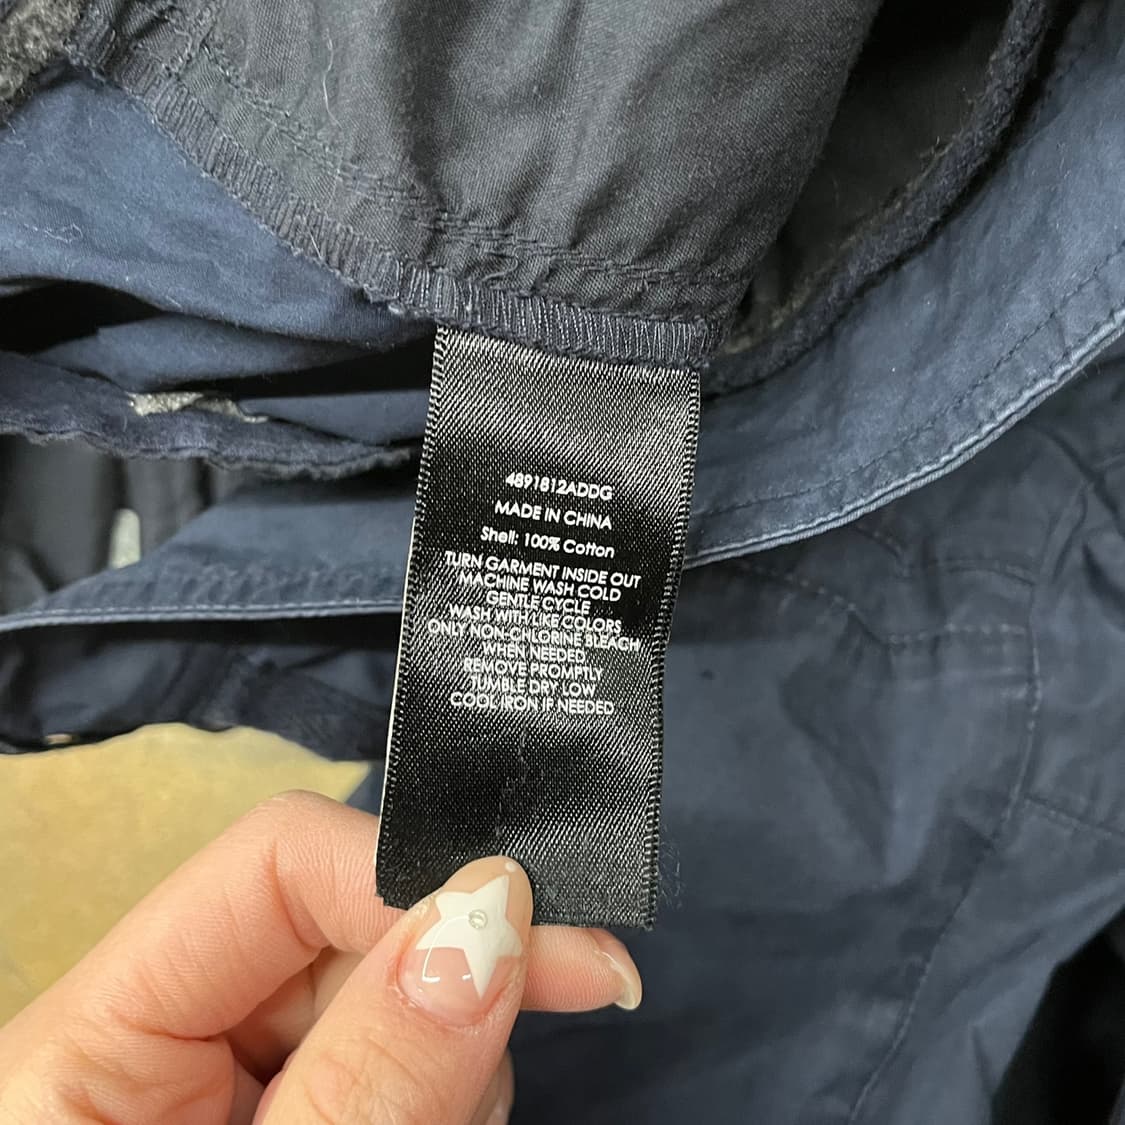 4891812ADDG
MADE IN CHINA
Shell: 100% Cotton
TURN GARMENT INSIDE OUT
MACHINE WASH COLD
GENTLE CYCLE
WASH WITH LIKE COLORS
ONLY NON-CHLORINE BLEACH
WHEN NEEDED
REMOVE PROMPTLY
TUMBLE DRY LOW
COOL IRON IF NEEDED